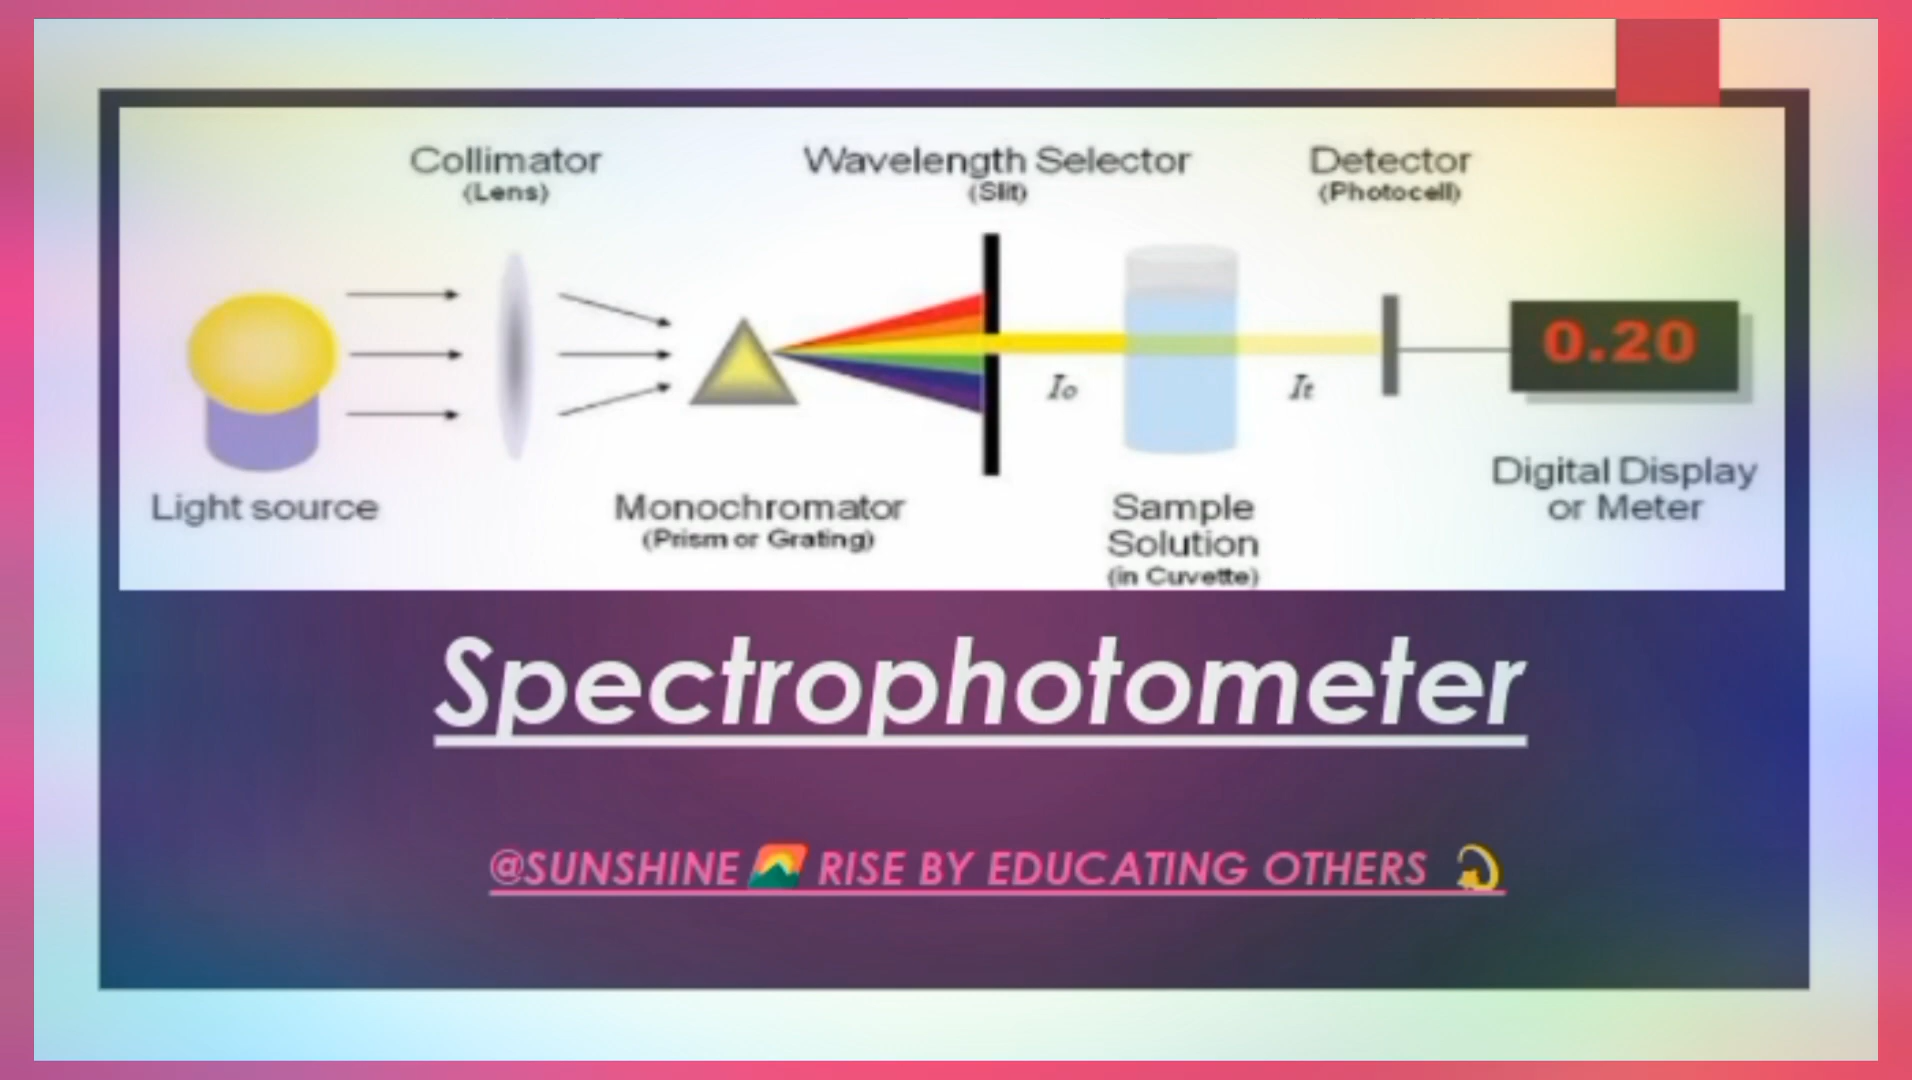 Collimator
(Lens)
Wavelength Selector
(Slit)
Detector
(Photocell)
0.20
Io
It
Light source
Monochromator
(Prism or Grating)
Sample
Solution
(in Cuvette)
Digital Display
or Meter
Spectrophotometer
@SUNSHINE🌄 RISE BY EDUCATING OTHERS 💫